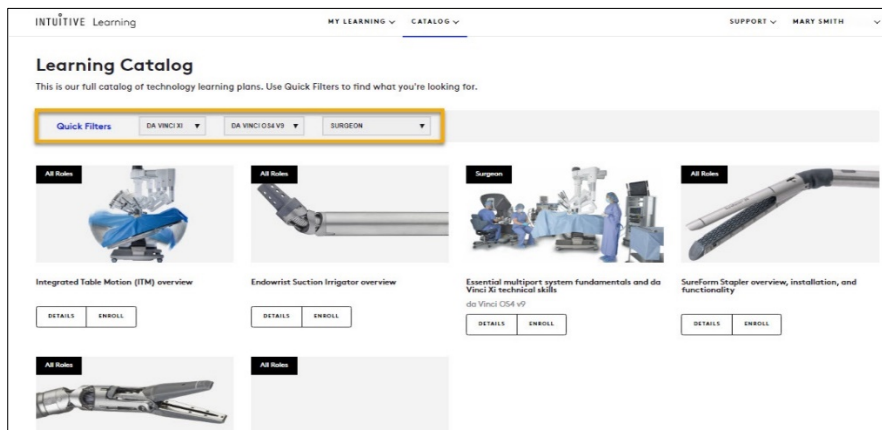 INTUITIVE Learning
MY LEARNING
CATALOG
SUPPORT
MARY SMITH
Learning Catalog
This is our full catalog of technology learning plans. Use Quick Filters to find what you're looking for.
Quick Filters
DA VINCI XI
DA VINCI OS4 V9
SURGEON
All Roles
All Roles
Surgeon
All Roles
Integrated Table Motion (ITM) overview
Endowrist Suction Irrigator overview
Essential multiport system fundamentals and da
Vinci Xi technical skills
da Vinci OS4 v9
SureForm Stapler overview, installation, and
functionality
DETAILS
ENROLL
DETAILS
ENROLL
DETAILS
ENROLL
DETAILS
ENROLL
All Roles
All Roles